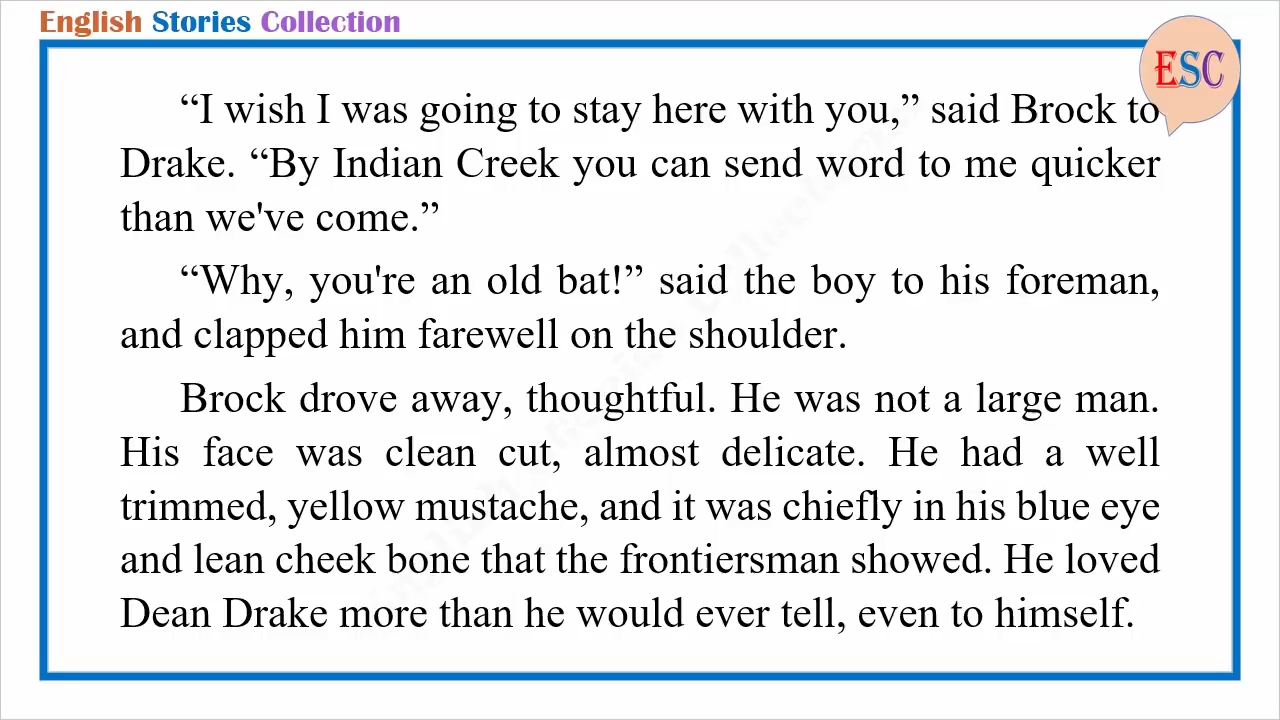 English Stories Collection
ESC
“I wish I was going to stay here with you,” said Brock to
Drake. “By Indian Creek you can send word to me quicker
than we've come.”
“Why, you're an old bat!” said the boy to his foreman,
and clapped him farewell on the shoulder.
Brock drove away, thoughtful. He was not a large man.
His face was clean cut, almost delicate. He had a well
trimmed, yellow mustache, and it was chiefly in his blue eye
and lean cheek bone that the frontiersman showed. He loved
Dean Drake more than he would ever tell, even to himself.